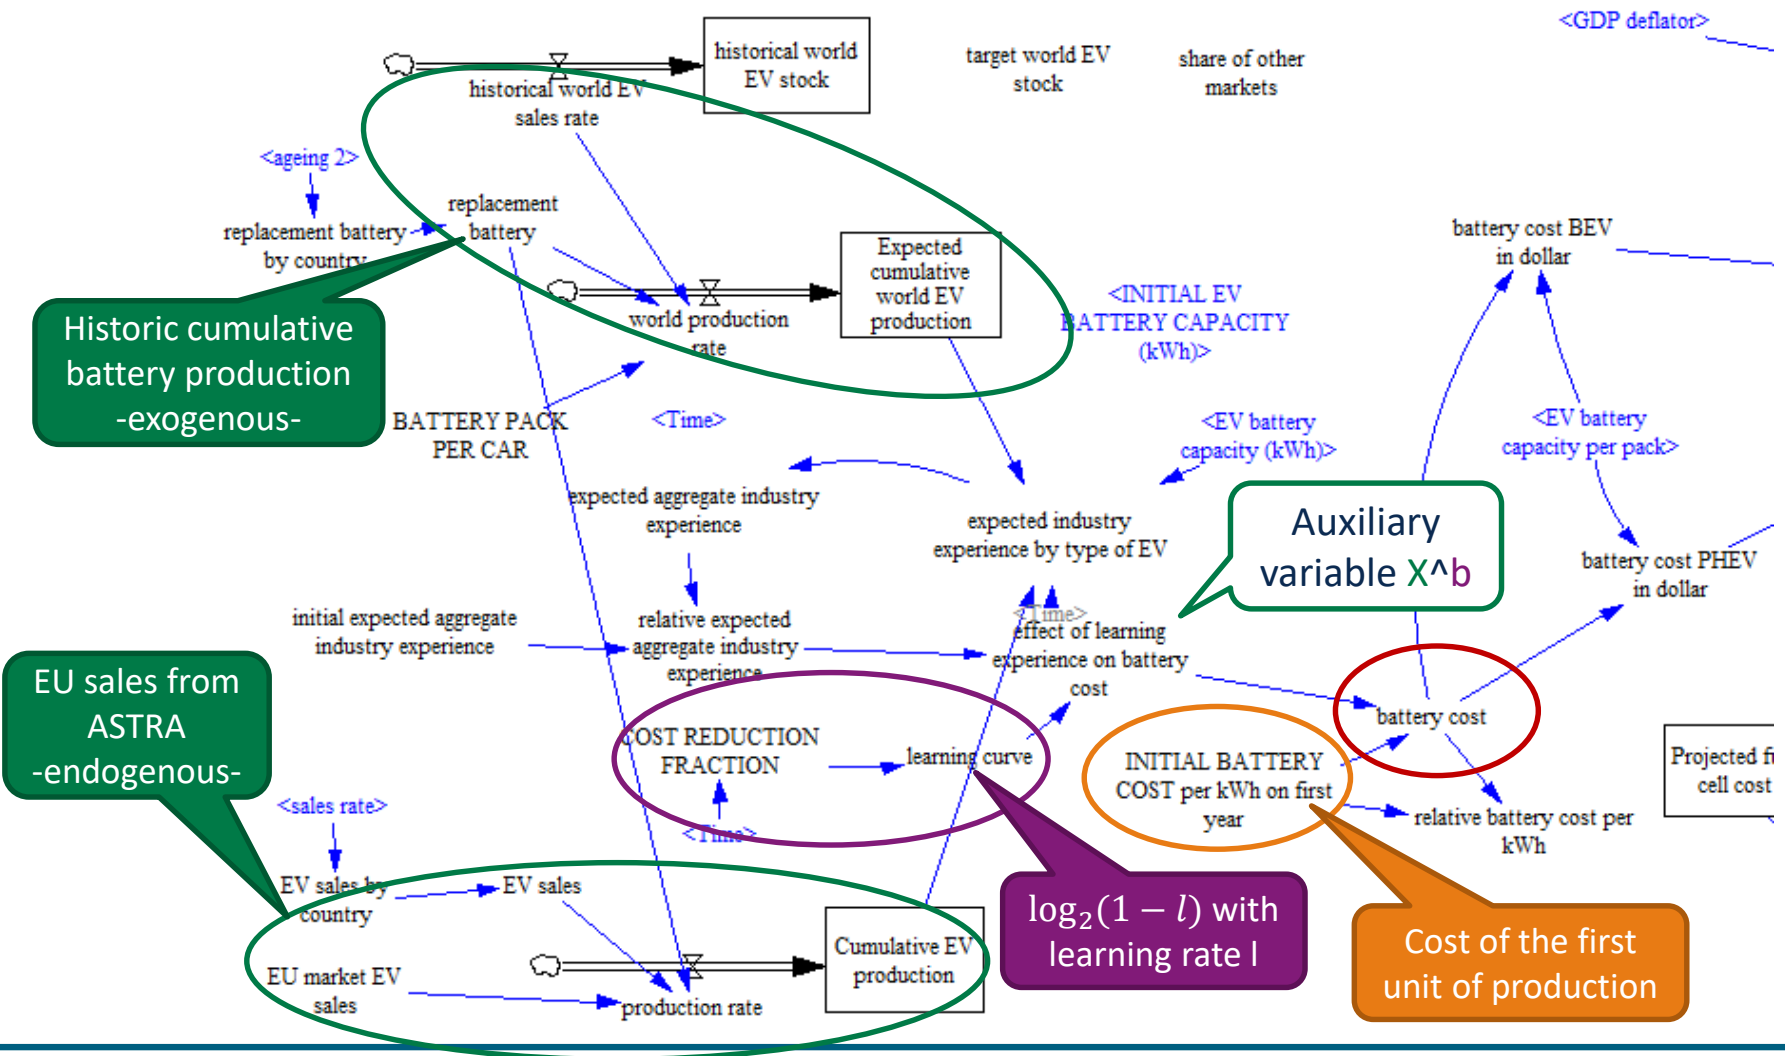 <GDP deflator>
historical world
EV stock
target world EV
stock
share of other
markets
historical world EV
sales rate
<ageing 2>
replacement
battery
replacement battery
by country
Expected
cumulative
world EV
production
battery cost BEV
in dollar
<INITIAL EV
BATTERY CAPACITY
(kWh)>
world production
rate
Historic cumulative
battery production
-exogenous-
BATTERY PACK
PER CAR
<Time>
<EV battery
capacity (kWh)>
<EV battery
capacity per pack>
expected aggregate industry
experience
expected industry
experience by type of EV
Auxiliary
variable X^b
battery cost PHEV
in dollar
initial expected aggregate
industry experience
relative expected
aggregate industry
experience
<Time>
effect of learning
experience on battery
cost
EU sales from
ASTRA
-endogenous-
battery cost
COST REDUCTION
FRACTION
learning curve
INITIAL BATTERY
COST per kWh on first
year
Projected fu
cell cost
<sales rate>
<Time>
relative battery cost per
kWh
EV sales by
country
EV sales
log₂(1 − l) with
learning rate l
Cost of the first
unit of production
Cumulative EV
production
EU market EV
sales
production rate